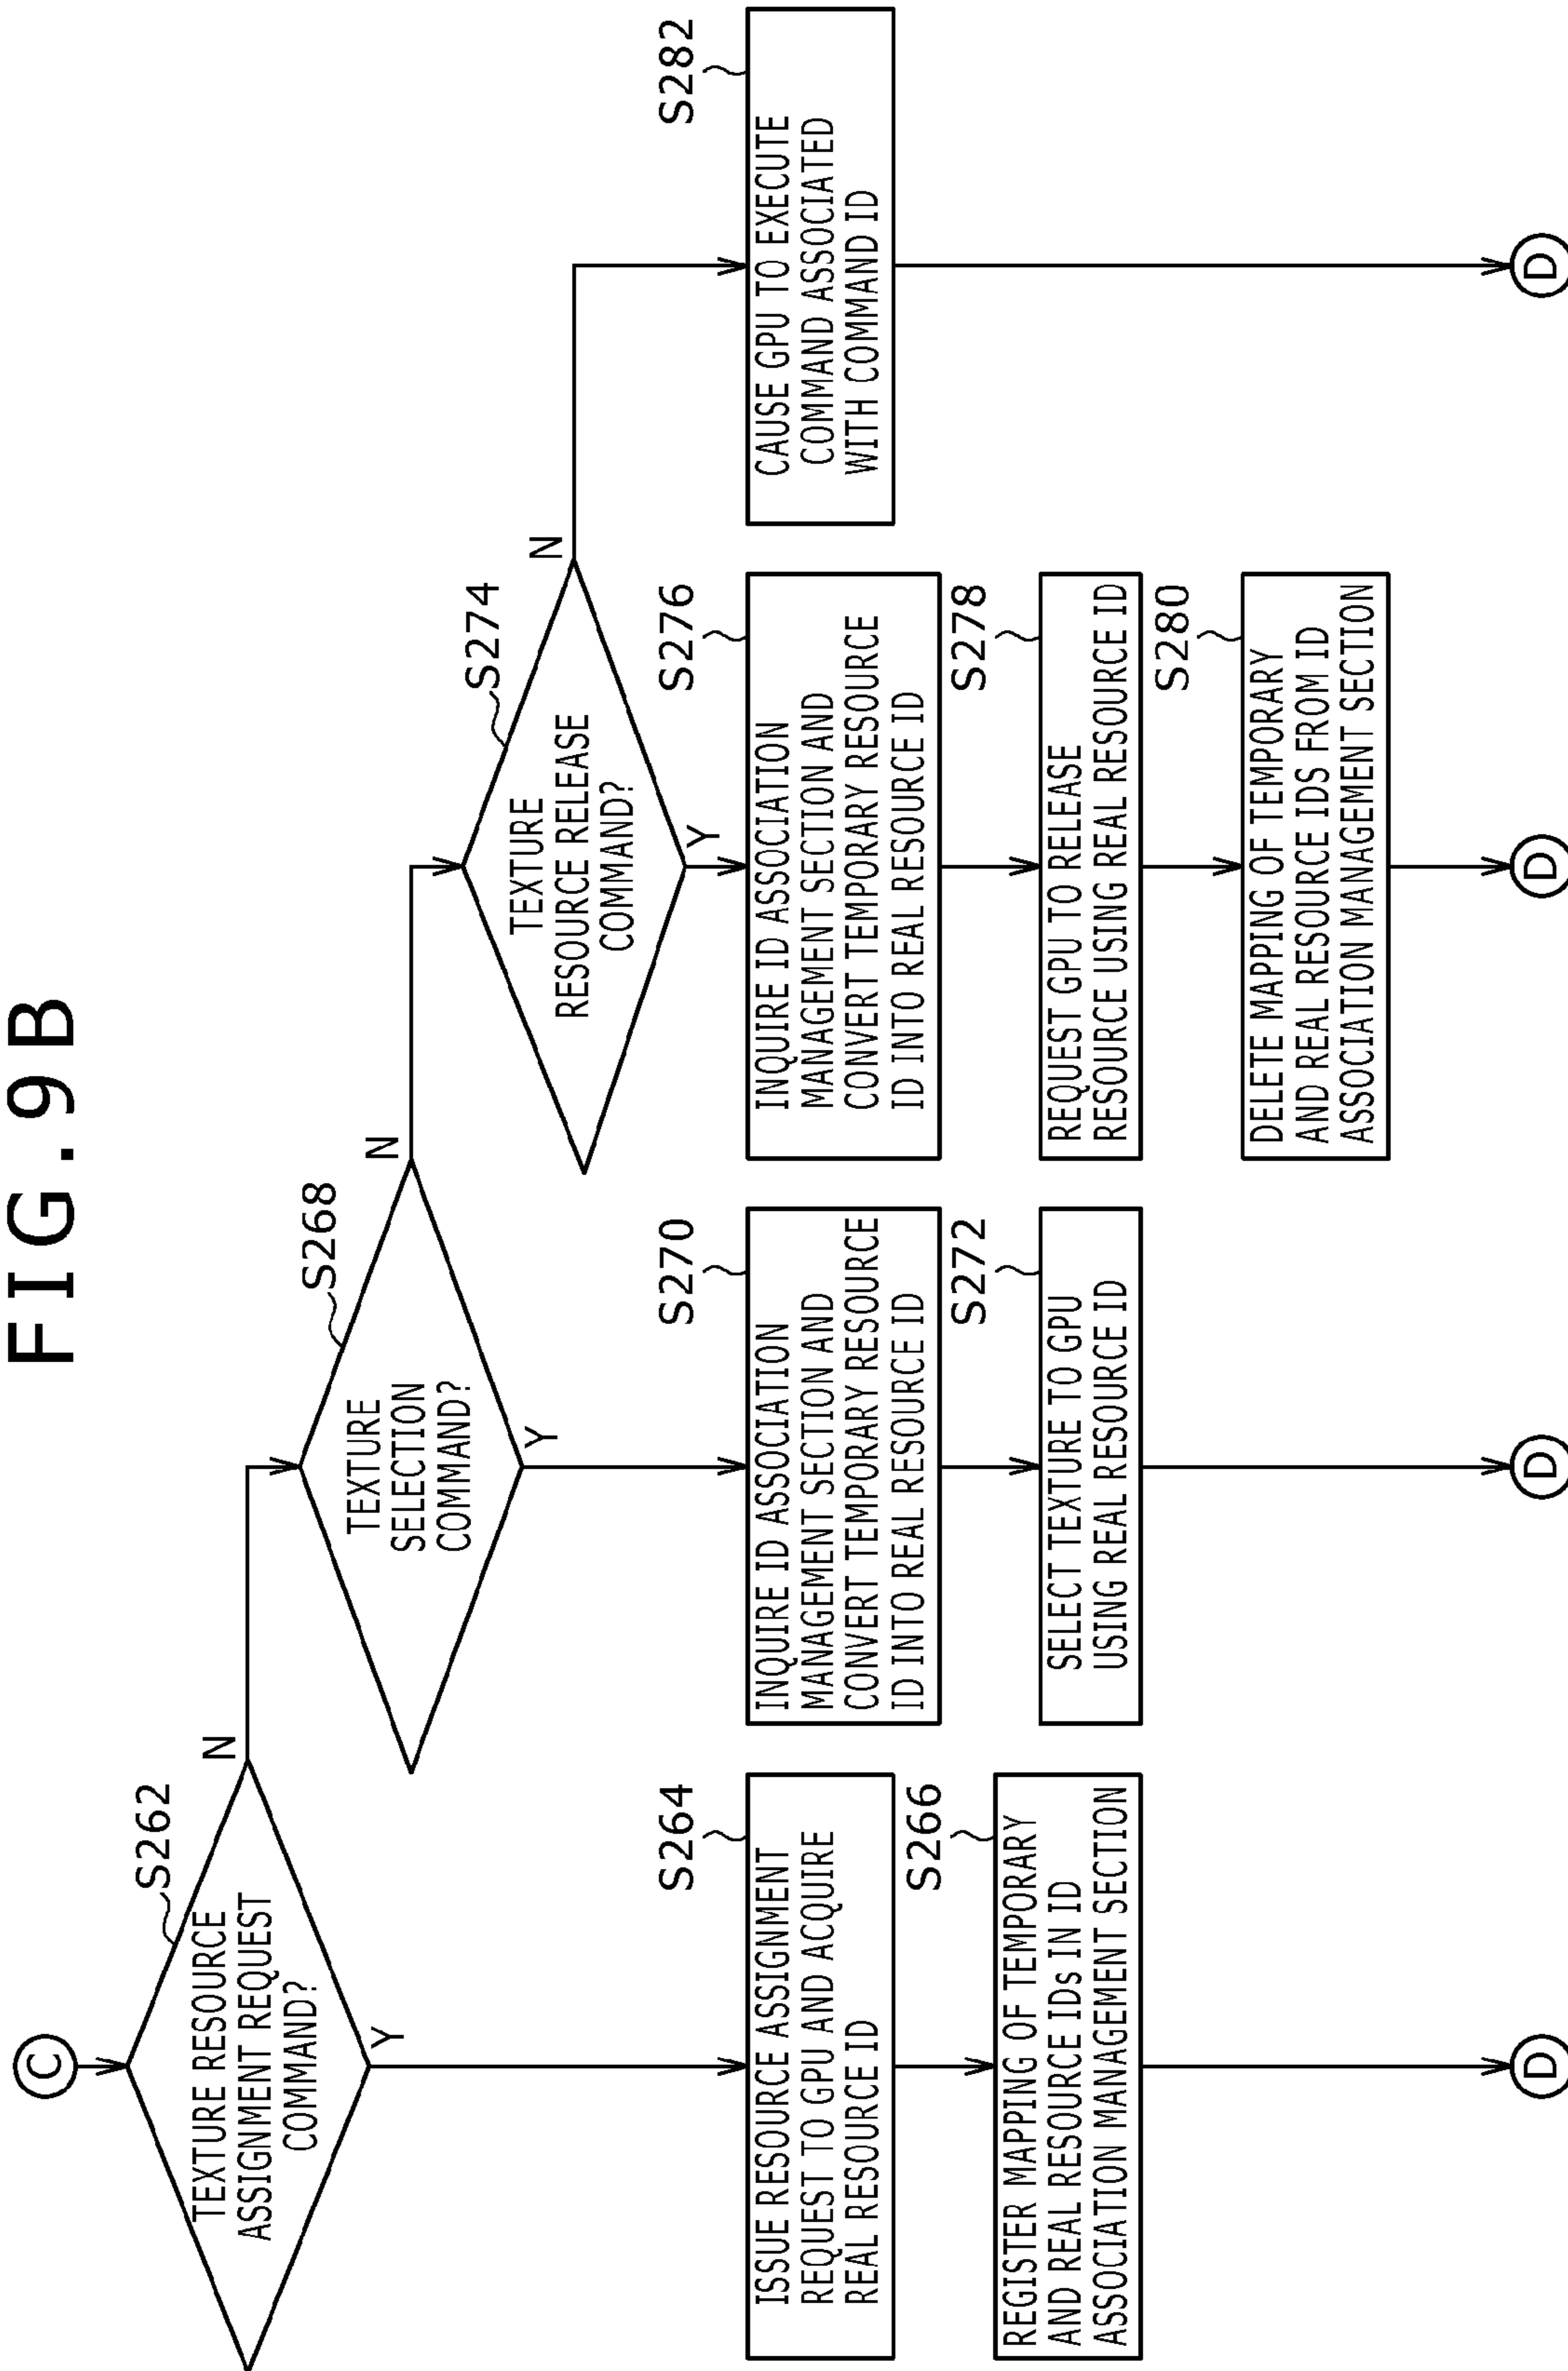 FIG. 9B
C
S262
TEXTURE RESOURCE
ASSIGNMENT REQUEST
COMMAND?
N
Y
S268
TEXTURE
SELECTION
COMMAND?
N
Y
S274
TEXTURE
RESOURCE RELEASE
COMMAND?
N
Y
S264
ISSUE RESOURCE ASSIGNMENT
REQUEST TO GPU AND ACQUIRE
REAL RESOURCE ID
S266
REGISTER MAPPING OF TEMPORARY
AND REAL RESOURCE IDs IN ID
ASSOCIATION MANAGEMENT SECTION
D
S270
INQUIRE ID ASSOCIATION
MANAGEMENT SECTION AND
CONVERT TEMPORARY RESOURCE
ID INTO REAL RESOURCE ID
S272
SELECT TEXTURE TO GPU
USING REAL RESOURCE ID
D
S276
INQUIRE ID ASSOCIATION
MANAGEMENT SECTION AND
CONVERT TEMPORARY RESOURCE
ID INTO REAL RESOURCE ID
S278
REQUEST GPU TO RELEASE
RESOURCE USING REAL RESOURCE ID
S280
DELETE MAPPING OF TEMPORARY
AND REAL RESOURCE IDS FROM ID
ASSOCIATION MANAGEMENT SECTION
D
S282
CAUSE GPU TO EXECUTE
COMMAND ASSOCIATED
WITH COMMAND ID
D